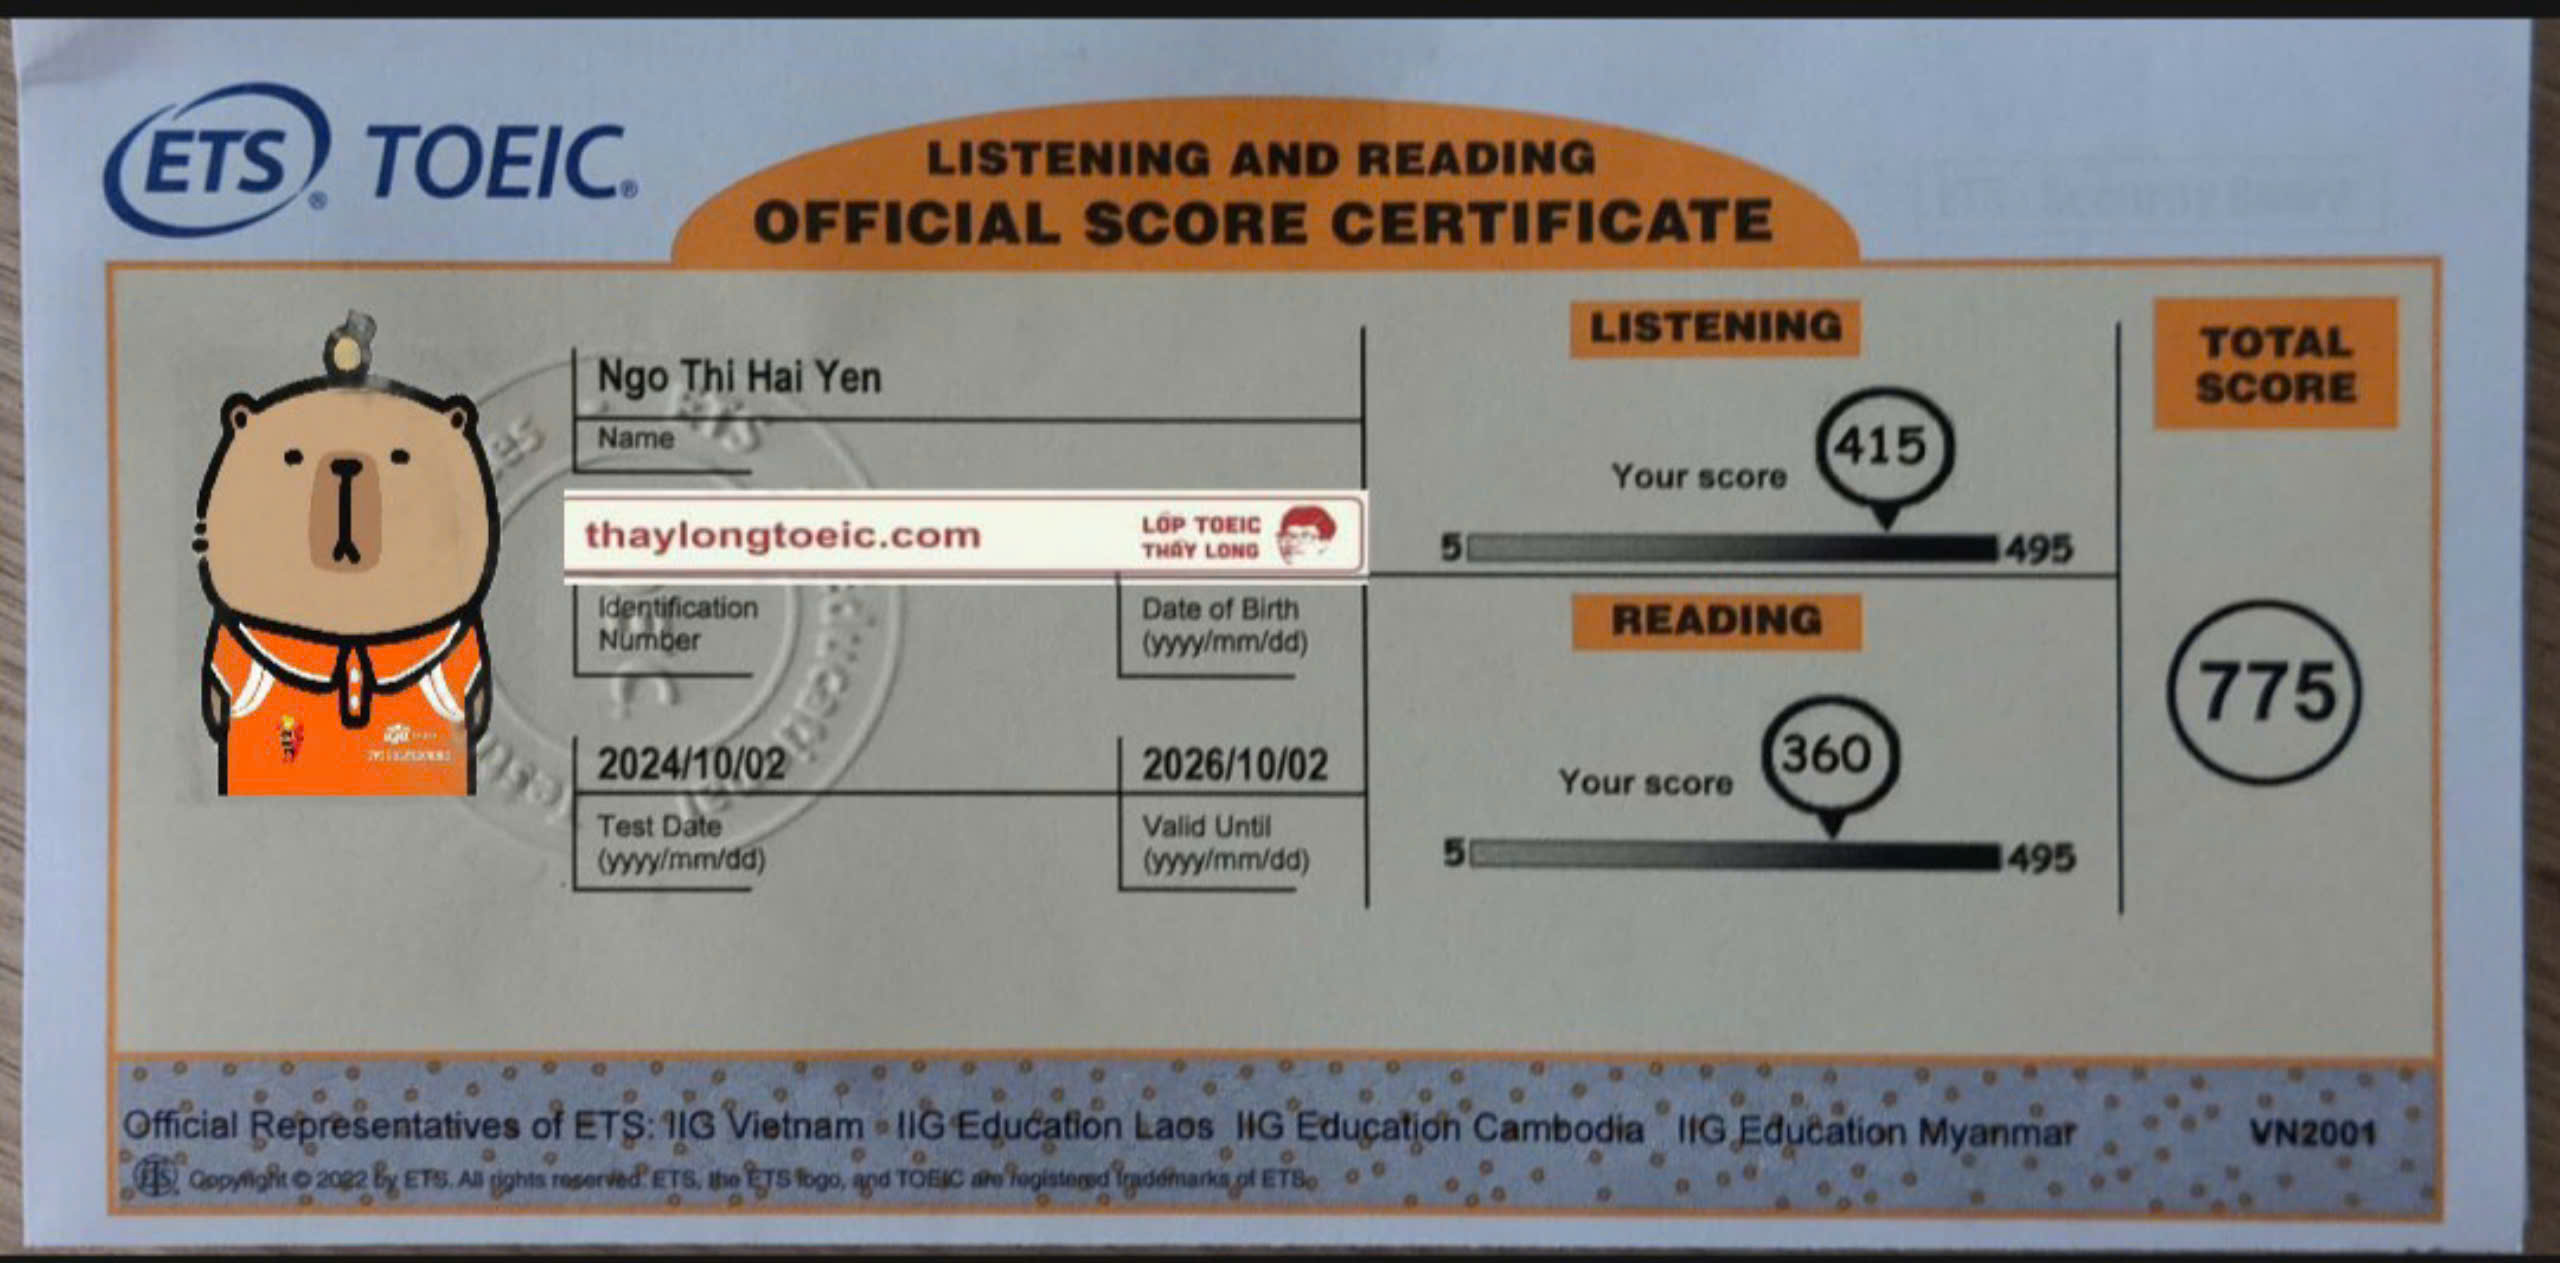 ETS® TOEIC®
LISTENING AND READING
OFFICIAL SCORE CERTIFICATE
Ngo Thi Hai Yen
Name
thaylongtoeic.com
LỚP TOEIC
THẦY LONG
Identification
Number
Date of Birth
(yyyy/mm/dd)
2024/10/02
Test Date
(yyyy/mm/dd)
2026/10/02
Valid Until
(yyyy/mm/dd)
LISTENING
Your score
415
5 495
READING
Your score
360
5 495
TOTAL
SCORE
775
Official Representatives of ETS: IIG Vietnam • IIG Education Laos IIG Education Cambodia IIG Education Myanmar VN2001
Copyright © 2022 by ETS. All rights reserved. ETS, the ETS logo, and TOEIC are registered trademarks of ETS.